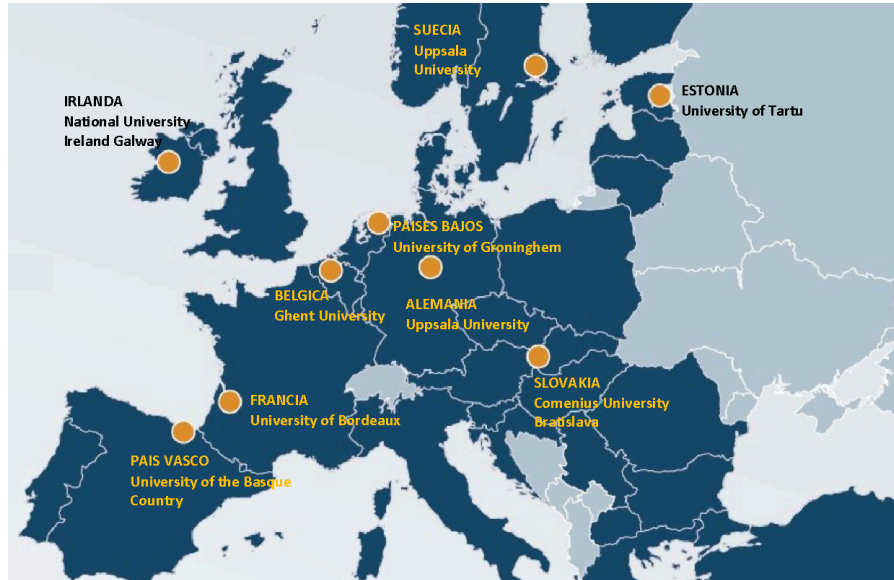 SUECIA
Uppsala
University
IRLANDA
National University
Ireland Galway
ESTONIA
University of Tartu
PAISES BAJOS
University of Groninghem
BELGICA
Ghent University
ALEMANIA
Uppsala University
SLOVAKIA
Comenius University
Bratislava
FRANCIA
University of Bordeaux
PAIS VASCO
University of the Basque
Country